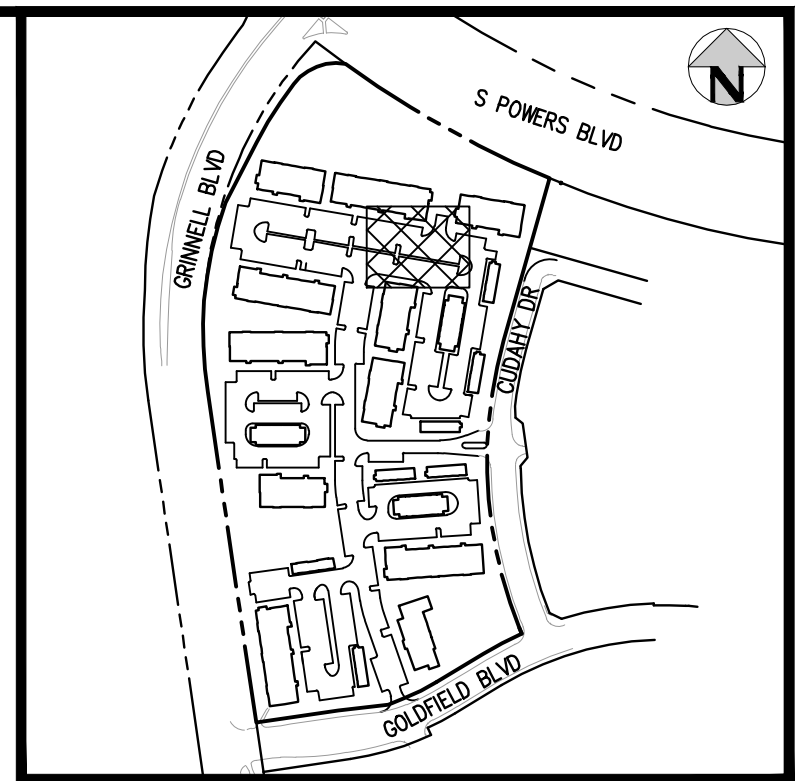 N
S POWERS BLVD
GRINNELL BLVD
CUDAHY DR
GOLDFIELD BLVD